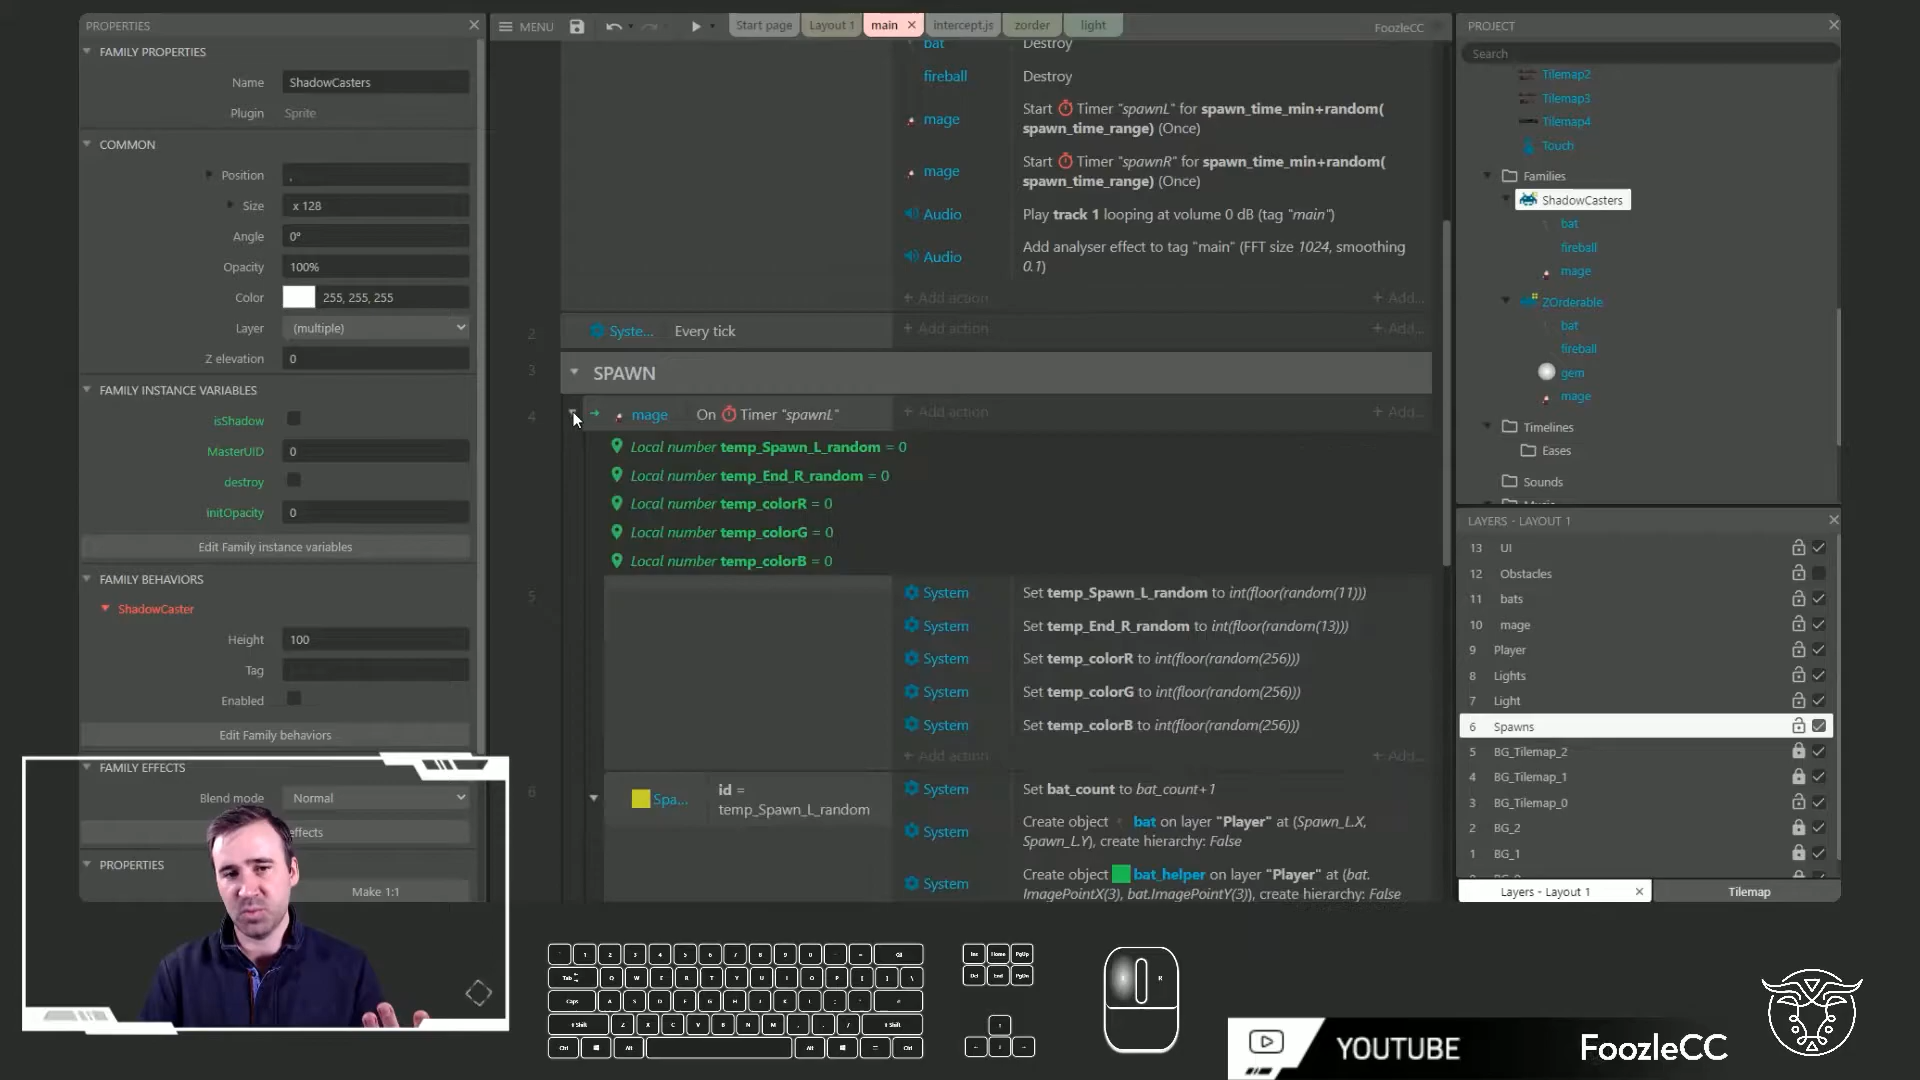 PROPERTIES
FAMILY PROPERTIES
Name ShadowCasters
Plugin Sprite
COMMON
Position ,
Size x 128
Angle 0°
Opacity 100%
Color 255, 255, 255
Layer (multiple)
Z elevation 0
FAMILY INSTANCE VARIABLES
isShadow
MasterUID 0
destroy
InitOpacity 0
Edit Family instance variables
FAMILY BEHAVIORS
ShadowCaster
Height 100
Tag
Enabled
Edit Family behaviors
FAMILY EFFECTS
Blend mode Normal
effects
PROPERTIES
Make 1:1
MENU
Start page
Layout 1
main
intercept.js
zorder
light
FoozleCC
bat Destroy
fireball Destroy
mage Start Timer "spawnL" for spawn_time_min+random(
spawn_time_range) (Once)
mage Start Timer "spawnR" for spawn_time_min+random(
spawn_time_range) (Once)
Audio Play track 1 looping at volume 0 dB (tag "main")
Audio Add analyser effect to tag "main" (FFT size 1024, smoothing
0.1)
+ Add action + Add...
2 Syste... Every tick + Add action + Add...
3 SPAWN
4 mage On Timer "spawnL" + Add action + Add...
Local number temp_Spawn_L_random = 0
Local number temp_End_R_random = 0
Local number temp_colorR = 0
Local number temp_colorG = 0
Local number temp_colorB = 0
5 System Set temp_Spawn_L_random to int(floor(random(11)))
System Set temp_End_R_random to int(floor(random(13)))
System Set temp_colorR to int(floor(random(256)))
System Set temp_colorG to int(floor(random(256)))
System Set temp_colorB to int(floor(random(256)))
+ Add action + Add...
6 Spa... id =
temp_Spawn_L_random
System Set bat_count to bat_count+1
System Create object bat on layer "Player" at (Spawn_L.X,
Spawn_L.Y), create hierarchy: False
System Create object bat_helper on layer "Player" at (bat.
ImagePointX(3), bat.ImagePointY(3)), create hierarchy: False
PROJECT
Search
Tilemap2
Tilemap3
Tilemap4
Touch
Families
ShadowCasters
bat
fireball
mage
ZOrderable
bat
fireball
gem
mage
Timelines
Eases
Sounds
LAYERS - LAYOUT 1
13 UI
12 Obstacles
11 bats
10 mage
9 Player
8 Lights
7 Light
6 Spawns
5 BG_Tilemap_2
4 BG_Tilemap_1
3 BG_Tilemap_0
2 BG_2
1 BG_1
Layers - Layout 1
Tilemap
YOUTUBE
FoozleCC